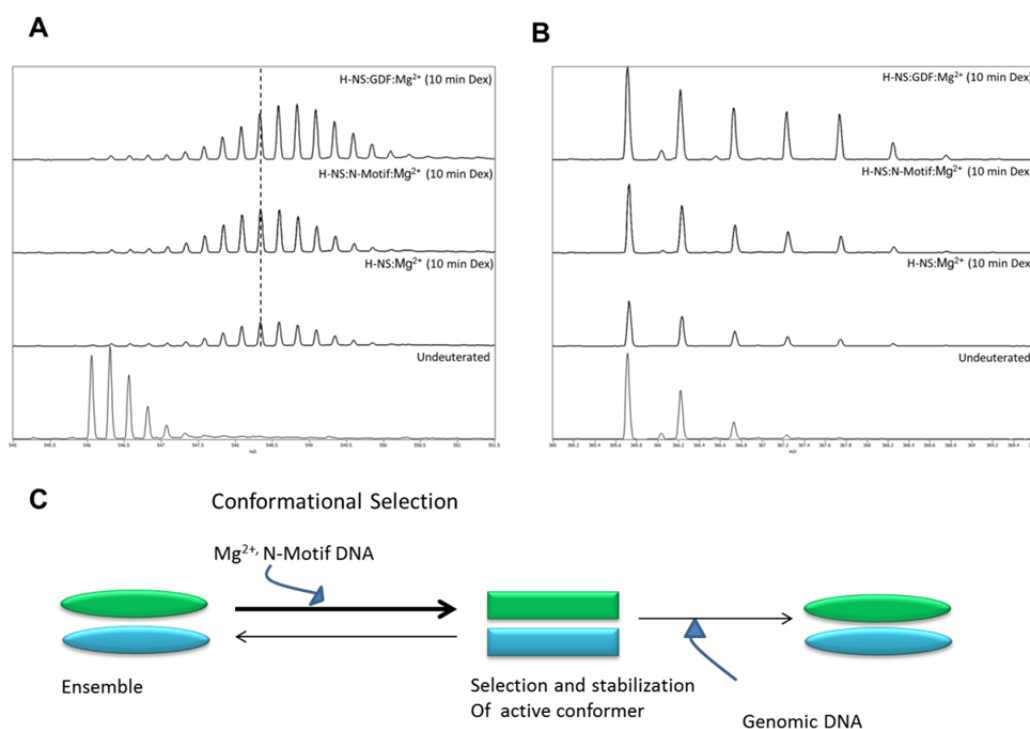 A
H-NS:GDF:Mg²⁺ (10 min Dex)
H-NS:N-Motif:Mg²⁺ (10 min Dex)
H-NS:Mg²⁺ (10 min Dex)
Undeuterated
m/z
B
H-NS:GDF:Mg²⁺ (10 min Dex)
H-NS:N-Motif:Mg²⁺ (10 min Dex)
H-NS:Mg²⁺ (10 min Dex)
Undeuterated
m/z
C
Conformational Selection
Mg²⁺, N-Motif DNA
Ensemble
Selection and stabilization
Of active conformer
Genomic DNA